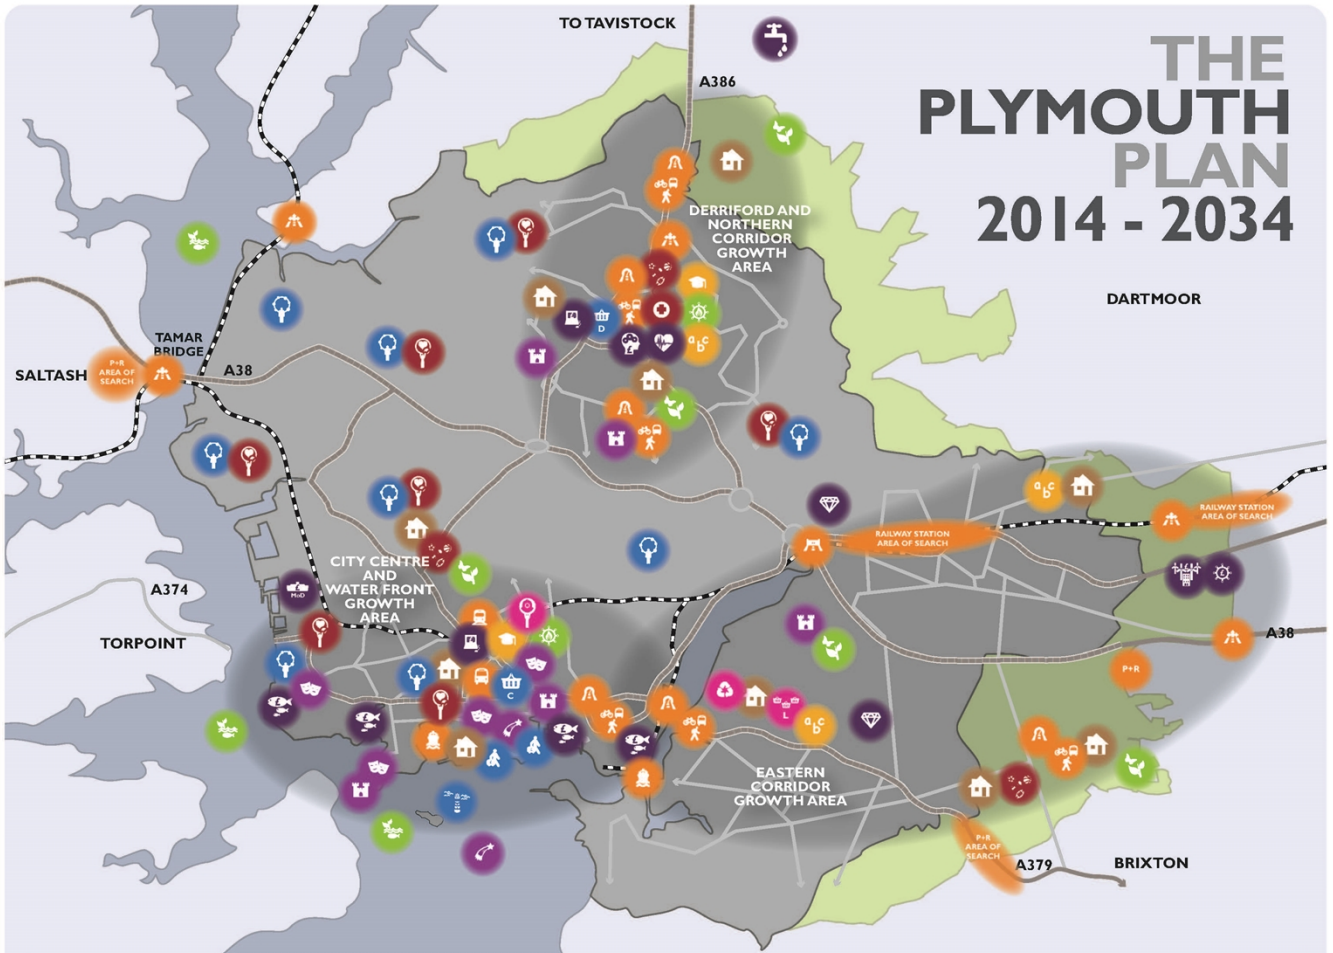 TO TAVISTOCK
A386
THE
PLYMOUTH
PLAN
2014 - 2034
DERRIFORD AND
NORTHERN
CORRIDOR
GROWTH
AREA
DARTMOOR
TAMAR
BRIDGE
SALTASH
P+R
AREA OF
SEARCH
A38
D
£
a b c
a b c
RAILWAY STATION
AREA OF SEARCH
RAILWAY STATION
AREA OF SEARCH
CITY CENTRE
AND
WATER FRONT
GROWTH
AREA
MoD
£
A374
TORPOINT
A38
P+R
C
L
a b c
£
£
£
£
EASTERN
CORRIDOR
GROWTH AREA
P+R
AREA OF
SEARCH
A379
BRIXTON